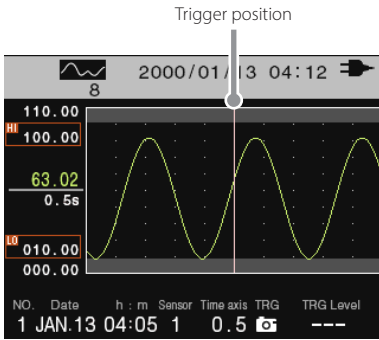 Trigger position
2000/01/13 04:12
8
110.00
HI
100.00
63.02
0.5s
LO
010.00
000.00
NO. Date h : m Sensor Time axis TRG TRG Level
1 JAN.13 04:05 1 0.5 ---